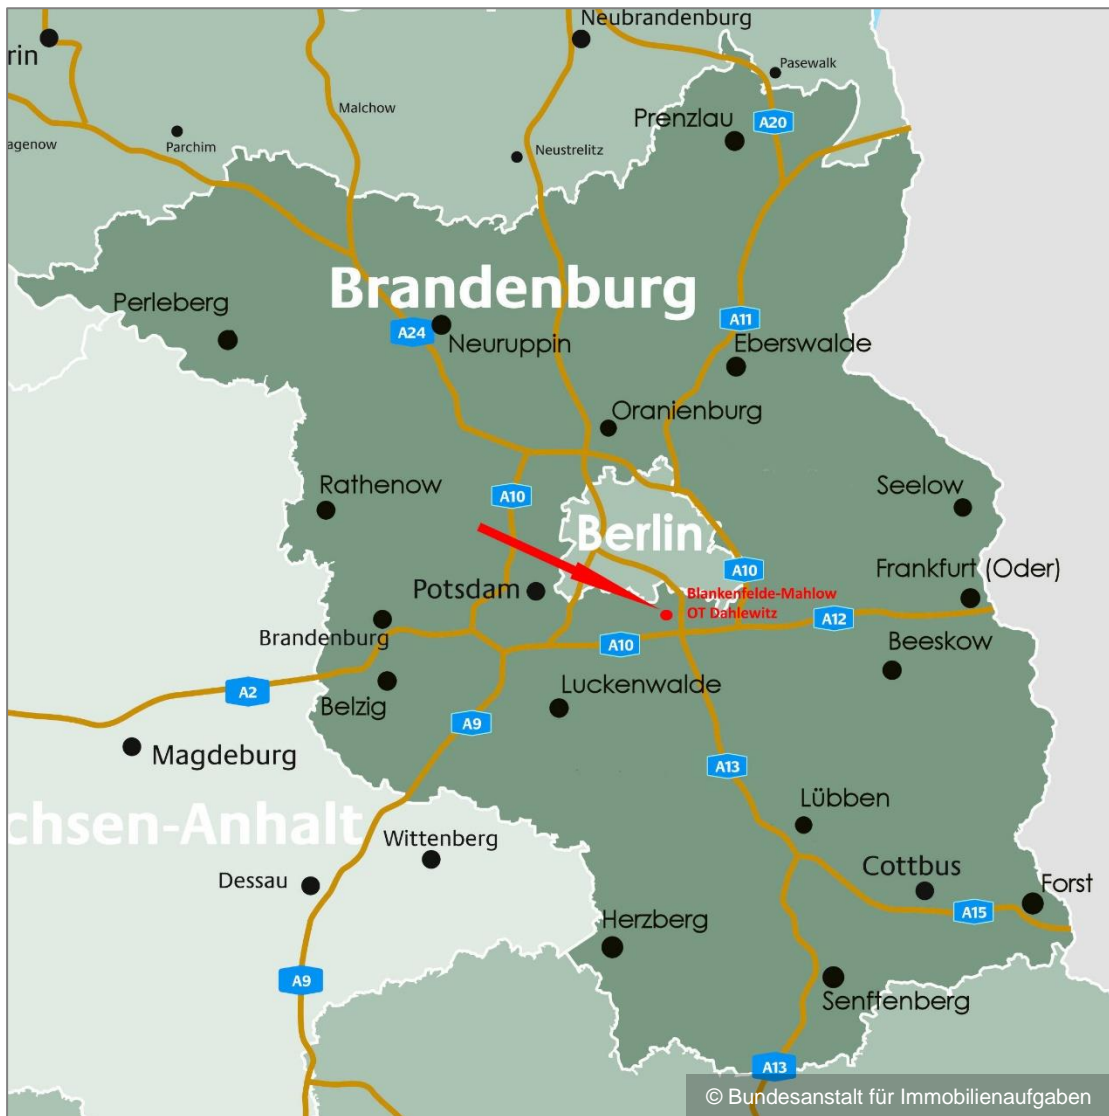 Neubrandenburg
rin
Pasewalk
Malchow
A20
Prenzlau
Parchim
agenow
Neustrelitz
Brandenburg
Perleberg
A24
Neuruppin
A11
Eberswalde
Oranienburg
Rathenow
A10
Seelow
Berlin
A10
Frankfurt (Oder)
Potsdam
Blankenfelde-Mahlow
OT Dahlewitz
A12
Brandenburg
A10
Beeskow
A2
Belzig
Luckenwalde
A9
Magdeburg
A13
Lübben
chsen-Anhalt
Wittenberg
Cottbus
Dessau
Forst
A15
Herzberg
A9
Senftenberg
A13
© Bundesanstalt für Immobilienaufgaben